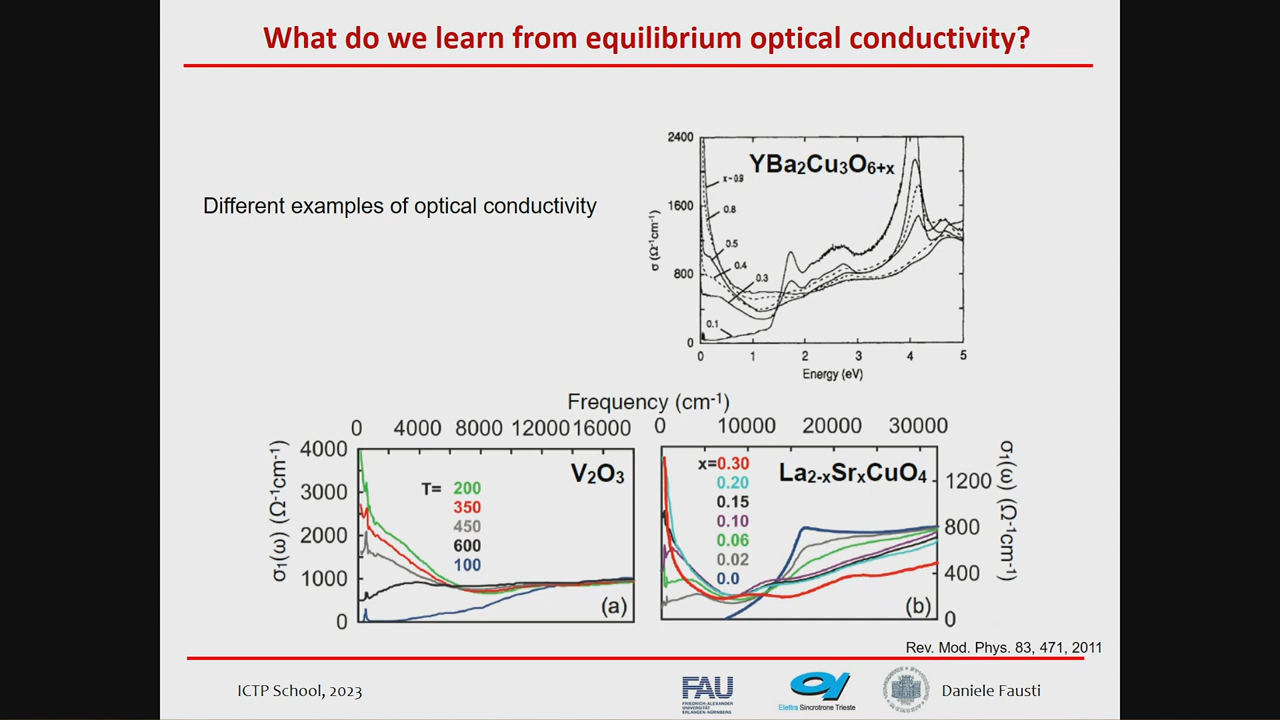 What do we learn from equilibrium optical conductivity?
Different examples of optical conductivity
2400
1600
800
0
σ (Ω⁻¹cm⁻¹)
YBa₂Cu₃O₆₊ₓ
x-0.9
0.8
0.5
0.4
0.3
0.1
0 1 2 3 4 5
Energy (eV)
Frequency (cm⁻¹)
0 4000 8000 12000 16000
0 10000 20000 30000
4000
3000
2000
1000
0
σ₁(ω) (Ω⁻¹cm⁻¹)
V₂O₃
T= 200
350
450
600
100
(a)
x=0.30
0.20
0.15
0.10
0.06
0.02
0.0
La₂₋ₓSrₓCuO₄
(b)
1200
800
400
0
σ₁(ω) (Ω⁻¹cm⁻¹)
Rev. Mod. Phys. 83, 471, 2011
ICTP School, 2023
FAU
FRIEDRICH-ALEXANDER
UNIVERSITÄT
ERLANGEN-NÜRNBERG
Elettra Sincrotrone Trieste
Daniele Fausti